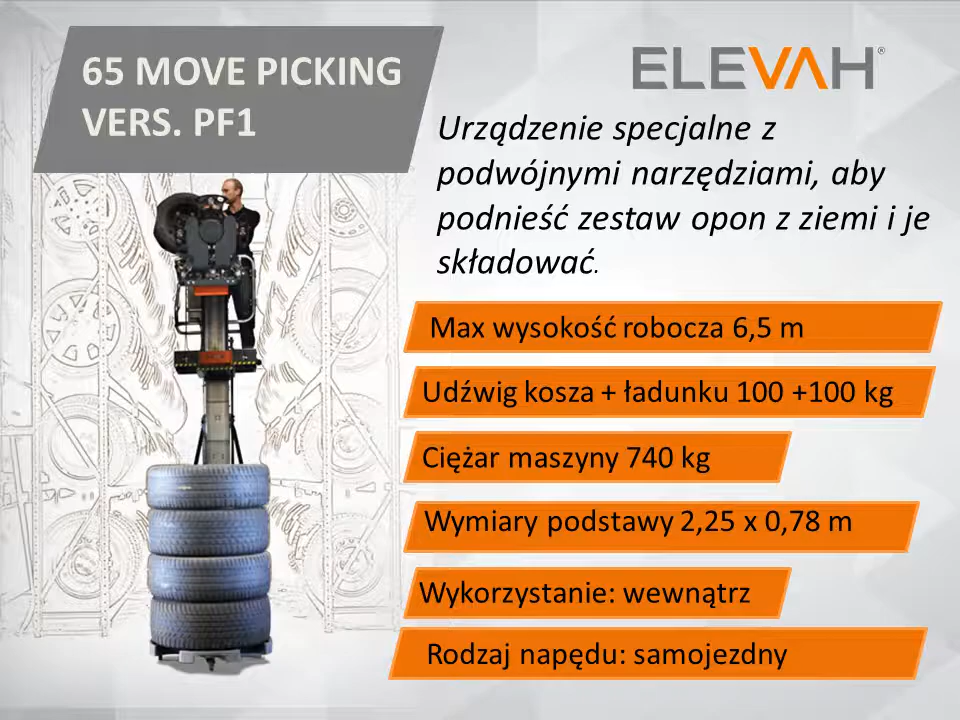 65 MOVE PICKING
VERS. PF1
ELEVAH®
Urządzenie specjalne z
podwójnymi narzędziami, aby
podnieść zestaw opon z ziemi i je
składować.
Max wysokość robocza 6,5 m
Udźwig kosza + ładunku 100 +100 kg
Ciężar maszyny 740 kg
Wymiary podstawy 2,25 x 0,78 m
Wykorzystanie: wewnątrz
Rodzaj napędu: samojezdny